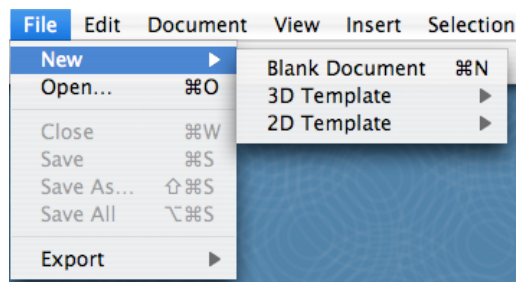 File Edit Document View Insert Selection
New ▶
Open... ⌘O
Close ⌘W
Save ⌘S
Save As... ⇧⌘S
Save All ⌥⌘S
Export ▶
Blank Document ⌘N
3D Template ▶
2D Template ▶